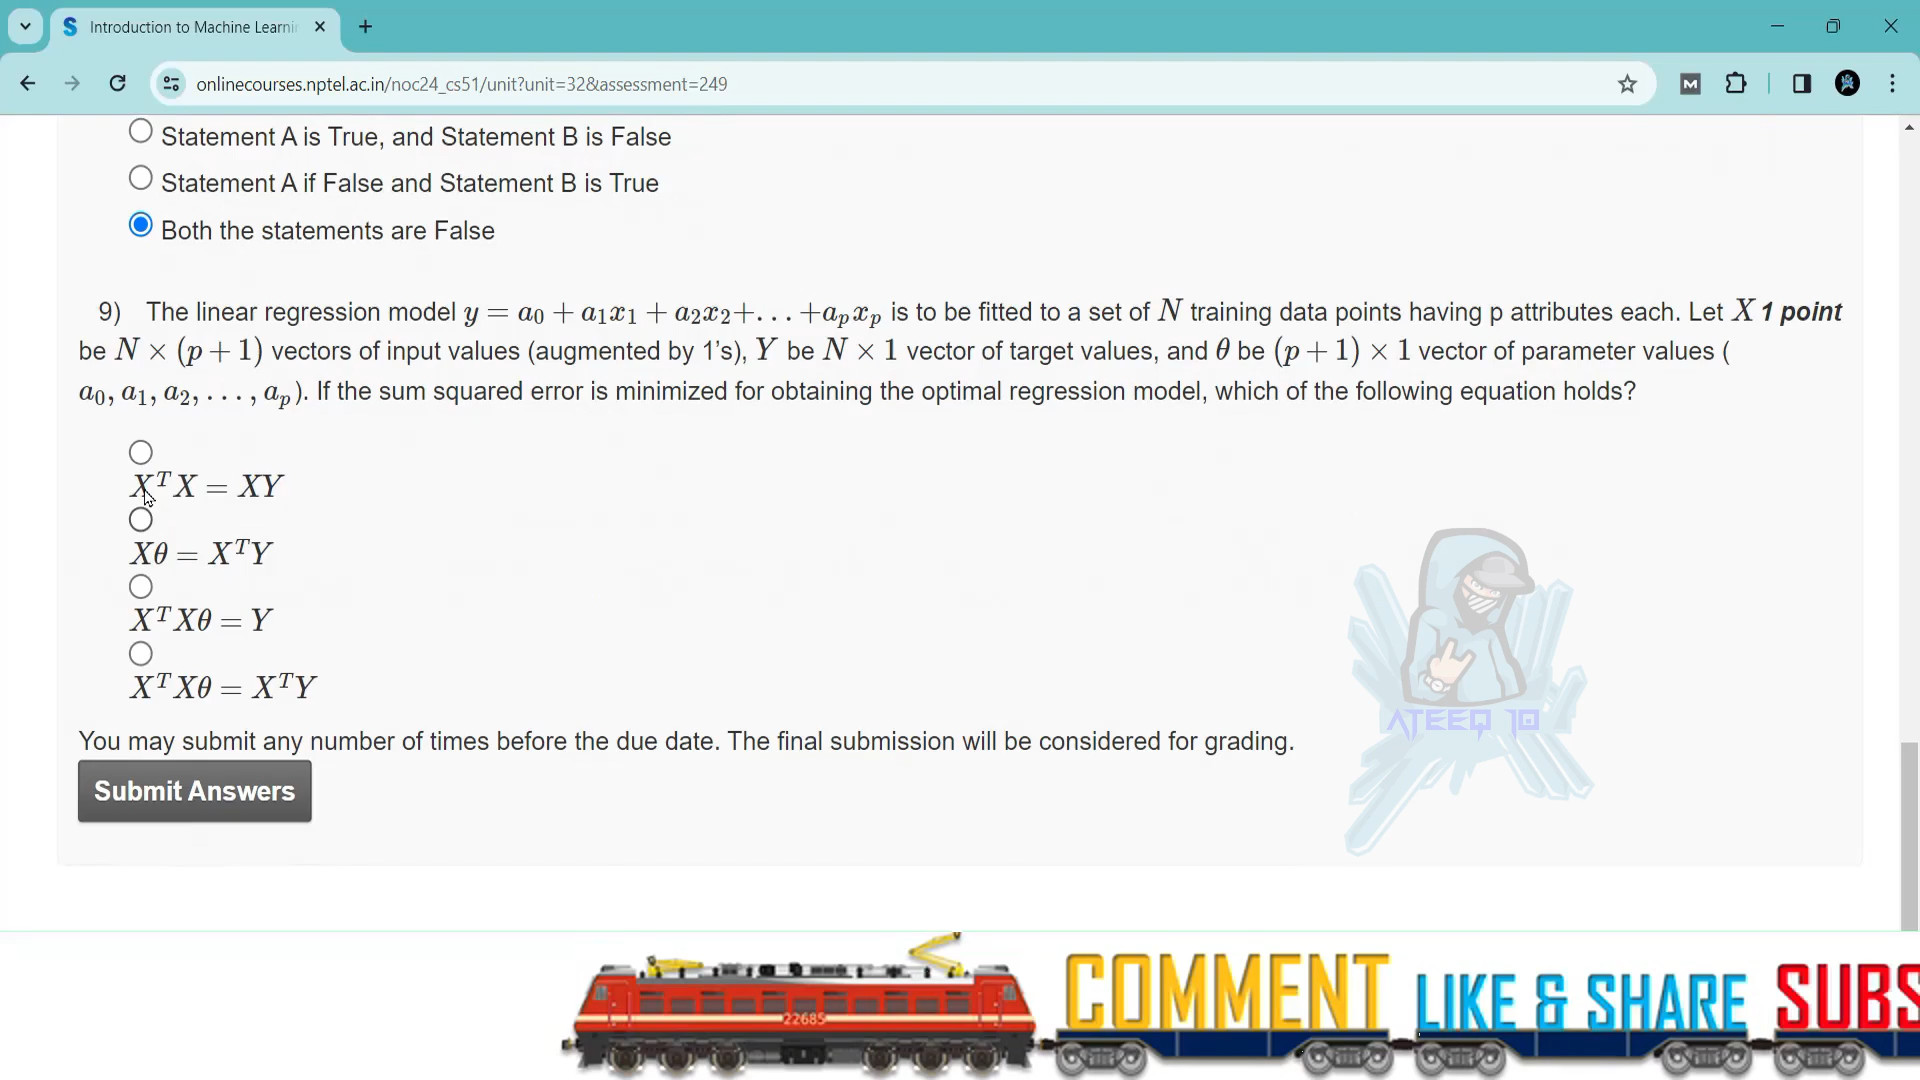 Introduction to Machine Learni
onlinecourses.nptel.ac.in/noc24_cs51/unit?unit=32&assessment=249
M
Statement A is True, and Statement B is False
Statement A if False and Statement B is True
Both the statements are False
9) The linear regression model y = a₀ + a₁x₁ + a₂x₂+...+aₚxₚ is to be fitted to a set of N training data points having p attributes each. Let X 1 point
be N × (p + 1) vectors of input values (augmented by 1's), Y be N × 1 vector of target values, and θ be (p + 1) × 1 vector of parameter values (
a₀, a₁, a₂, ..., aₚ). If the sum squared error is minimized for obtaining the optimal regression model, which of the following equation holds?
XᵀX = XY
Xθ = XᵀY
XᵀXθ = Y
XᵀXθ = XᵀY
ATEEQ 10
You may submit any number of times before the due date. The final submission will be considered for grading.
Submit Answers
22685
COMMENT LIKE & SHARE SUBS